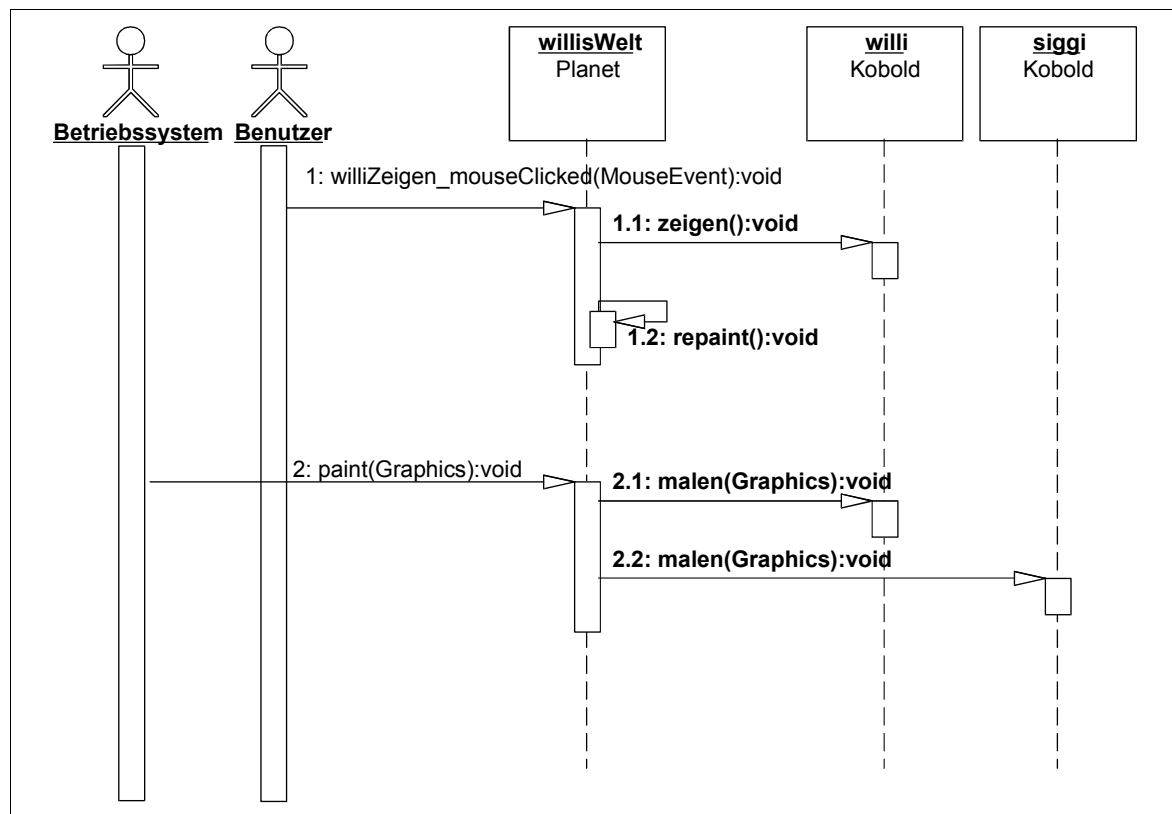 willisWelt
Planet
willi
Kobold
siggi
Kobold
Betriebssystem
Benutzer
1: williZeigen_mouseClicked(MouseEvent):void
1.1: zeigen():void
1.2: repaint():void
2: paint(Graphics):void
2.1: malen(Graphics):void
2.2: malen(Graphics):void